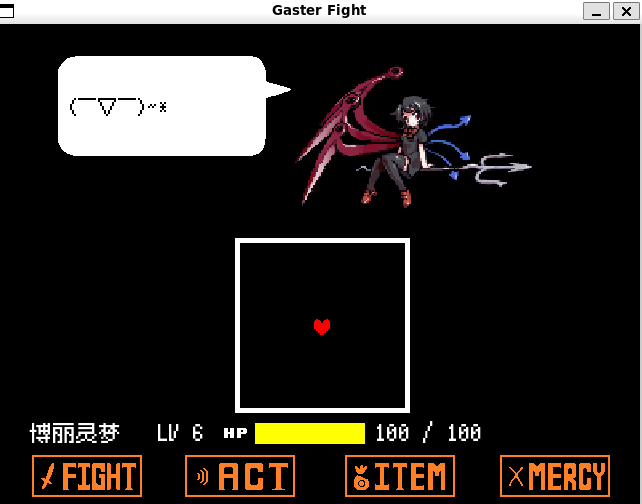 Gaster Fight
(￣▽￣)~*
博丽灵梦 LV 6 HP 100 / 100
FIGHT ACT ITEM MERCY